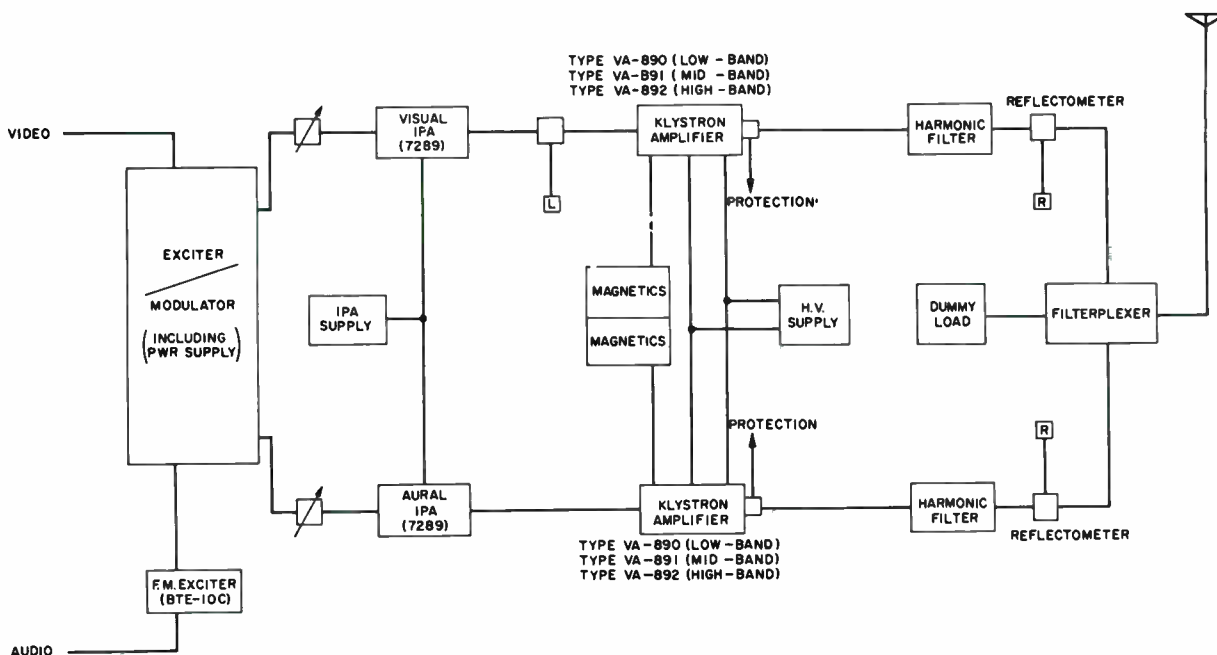 TYPE VA-890 (LOW-BAND)
TYPE VA-891 (MID-BAND)
TYPE VA-892 (HIGH-BAND)
VIDEO
VISUAL
IPA
(7289)
KLYSTRON
AMPLIFIER
HARMONIC
FILTER
REFLECTOMETER
L
PROTECTION
R
EXCITER
MODULATOR
(INCLUDING
PWR SUPPLY)
IPA
SUPPLY
MAGNETICS
MAGNETICS
H.V.
SUPPLY
DUMMY
LOAD
FILTERPLEXER
PROTECTION
R
AURAL
IPA
(7289)
KLYSTRON
AMPLIFIER
HARMONIC
FILTER
REFLECTOMETER
TYPE VA-890 (LOW-BAND)
TYPE VA-891 (MID-BAND)
TYPE VA-892 (HIGH-BAND)
F.M. EXCITER
(BTE-10C)
AUDIO